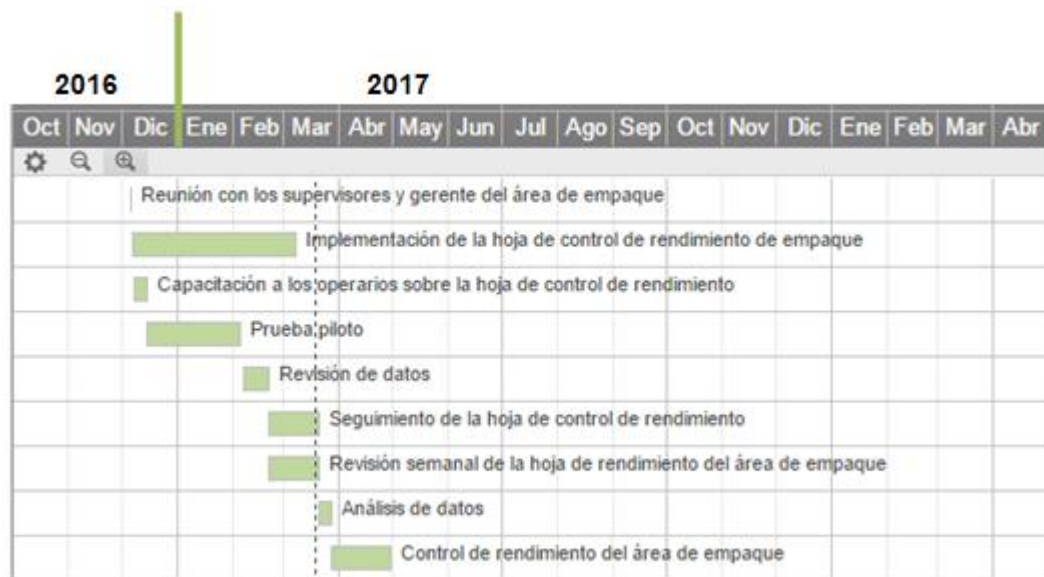 2016 2017
Oct Nov Dic Ene Feb Mar Abr May Jun Jul Ago Sep Oct Nov Dic Ene Feb Mar Abr
Reunión con los supervisores y gerente del área de empaque
Implementación de la hoja de control de rendimiento de empaque
Capacitación a los operarios sobre la hoja de control de rendimiento
Prueba piloto
Revisión de datos
Seguimiento de la hoja de control de rendimiento
Revisión semanal de la hoja de rendimiento del área de empaque
Análisis de datos
Control de rendimiento del área de empaque